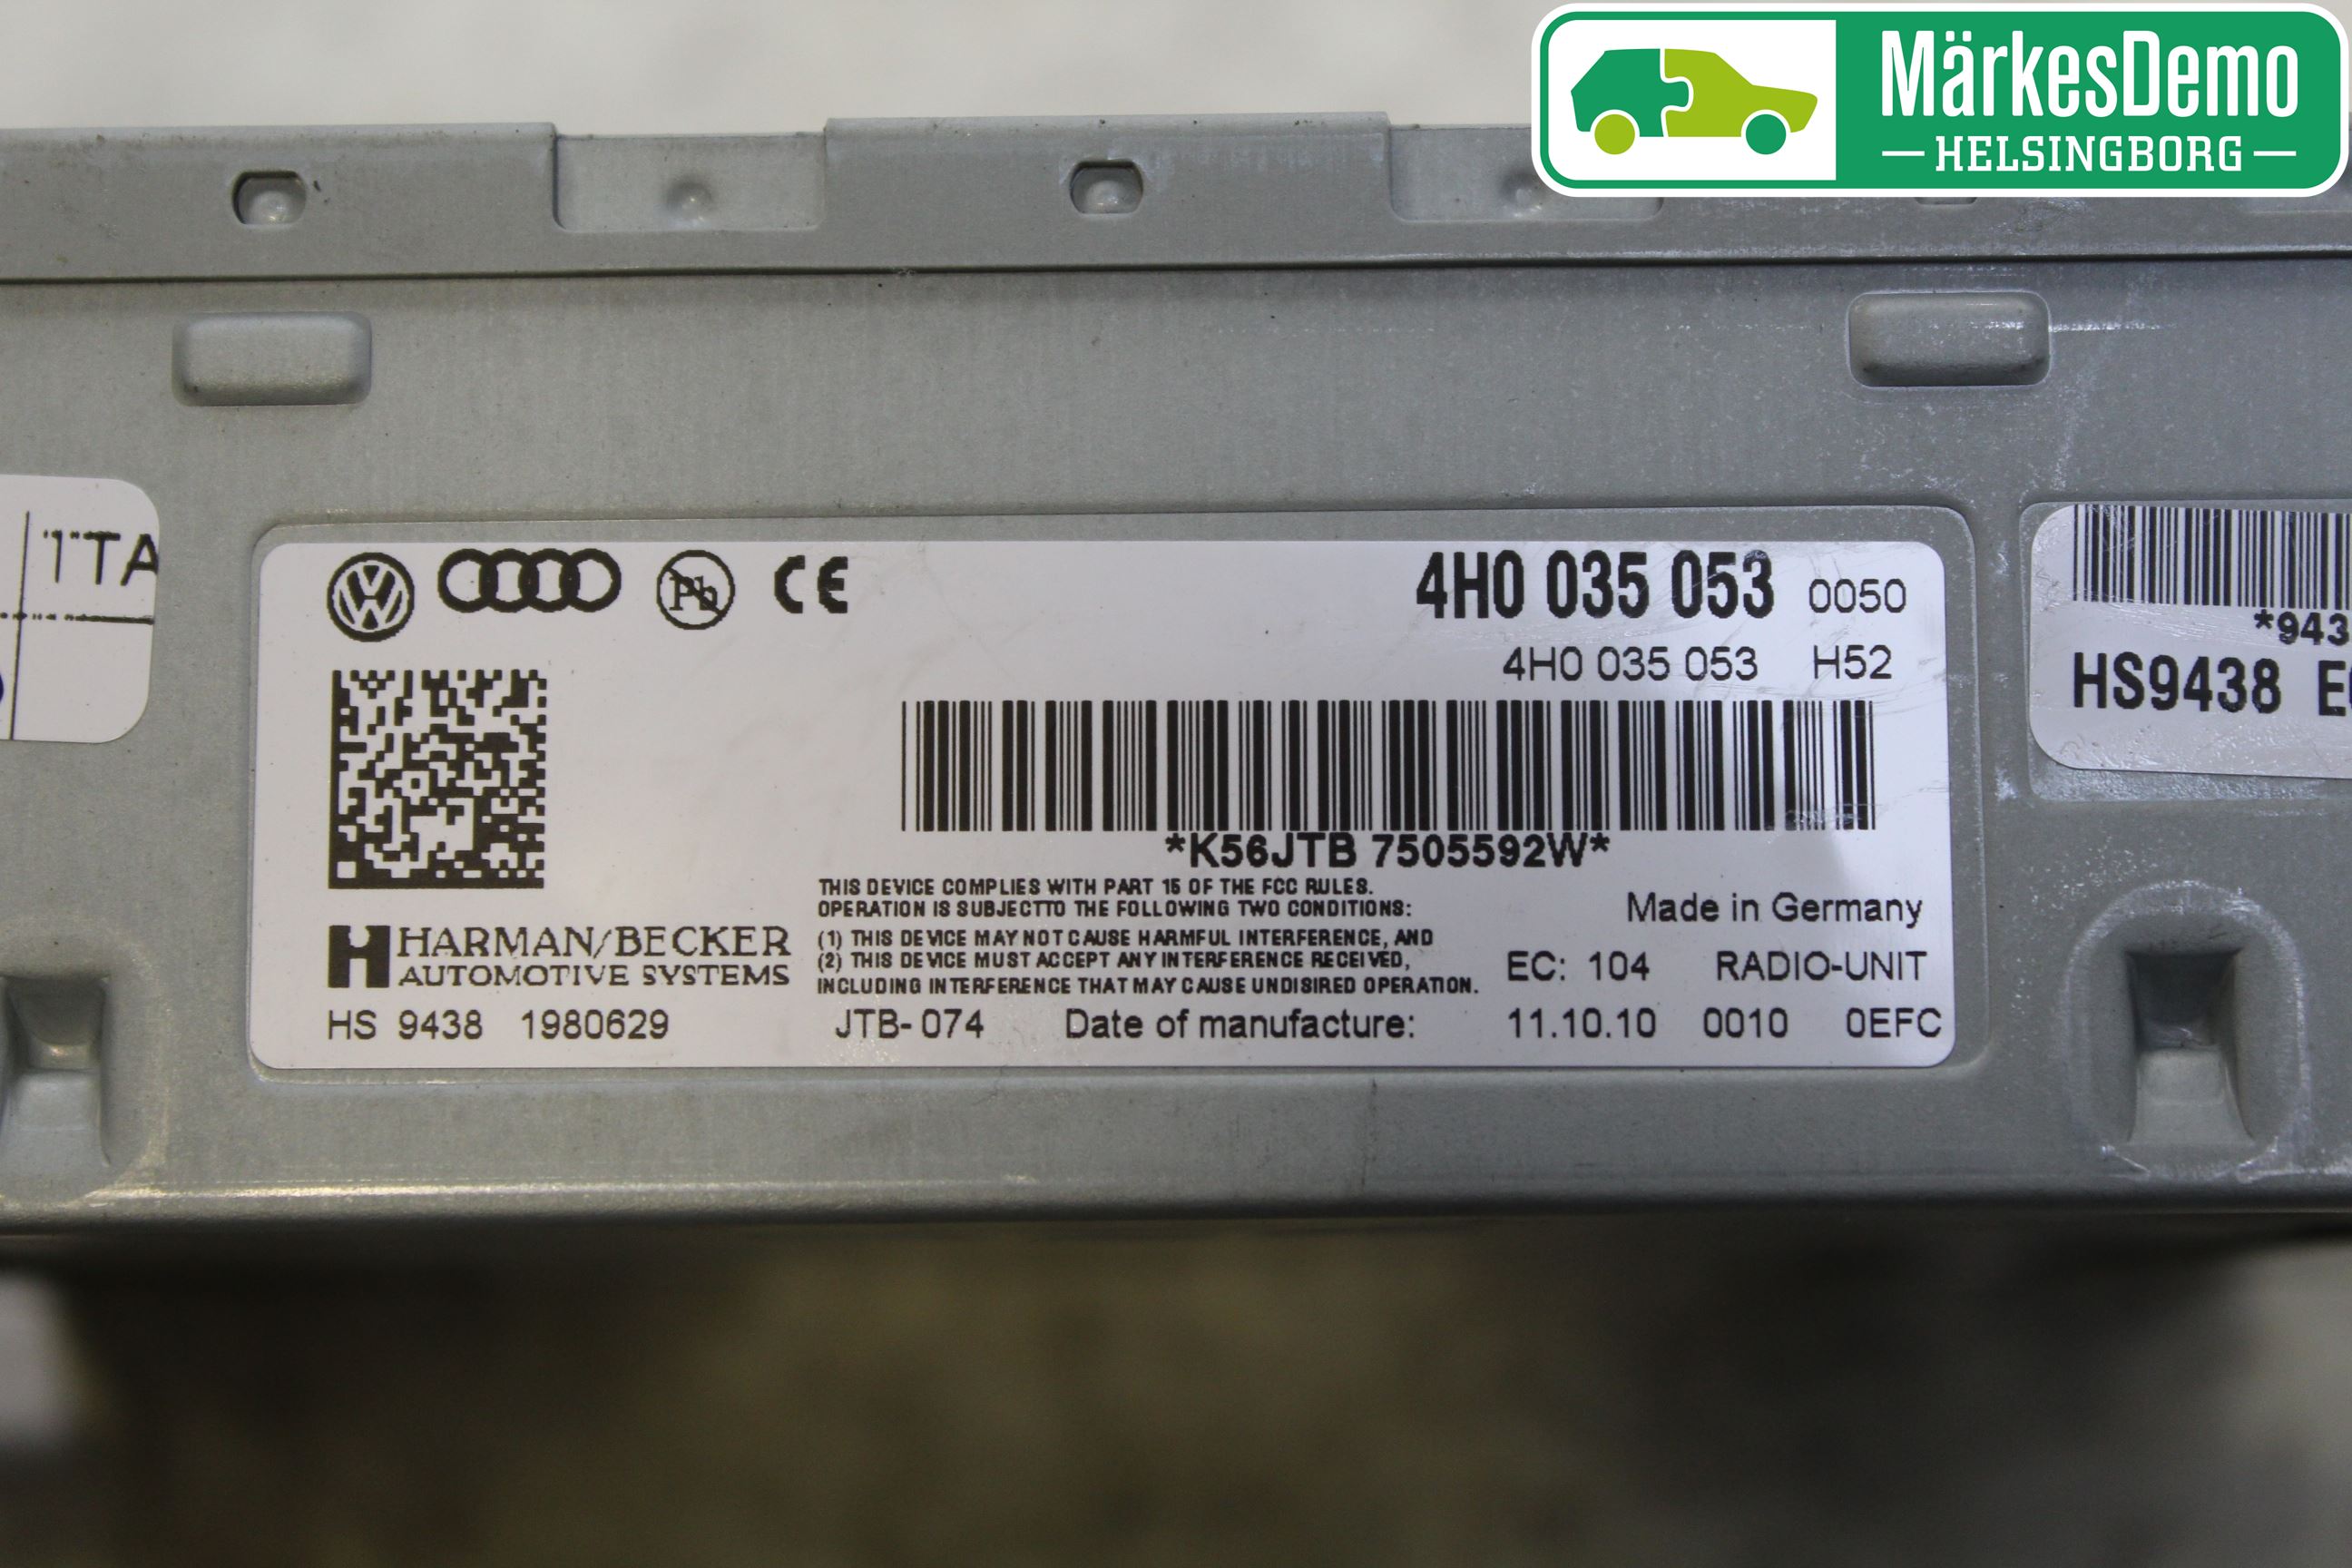 MärkesDemo
HELSINGBORG
1TA
4H0 035 053 0050
4H0 035 053 H52
*K56JTB 7505592W*
THIS DEVICE COMPLIES WITH PART 15 OF THE FCC RULES.
OPERATION IS SUBJECTTO THE FOLLOWING TWO CONDITIONS:
(1) THIS DEVICE MAY NOT CAUSE HARMFUL INTERFERENCE, AND
(2) THIS DEVICE MUST ACCEPT ANY INTERFERENCE RECEIVED,
INCLUDING INTERFERENCE THAT MAY CAUSE UNDISIRED OPERATION.
Made in Germany
EC: 104 RADIO-UNIT
HARMAN/BECKER
AUTOMOTIVE SYSTEMS
HS 9438 1980629 JTB-074 Date of manufacture: 11.10.10 0010 0EFC
Pb
CE
*943
HS9438